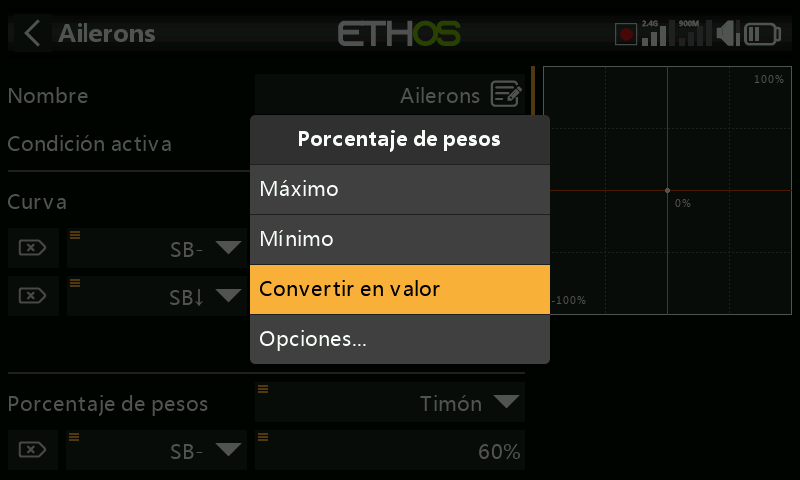 Ailerons
ETHOS
2.4G
900M
Nombre
Ailerons
100%
Condición activa
Porcentaje de pesos
Máximo
Mínimo
Convertir en valor
Opciones...
Curva
0%
SB-
SB↓
-100%
Porcentaje de pesos
Timón
SB-
60%